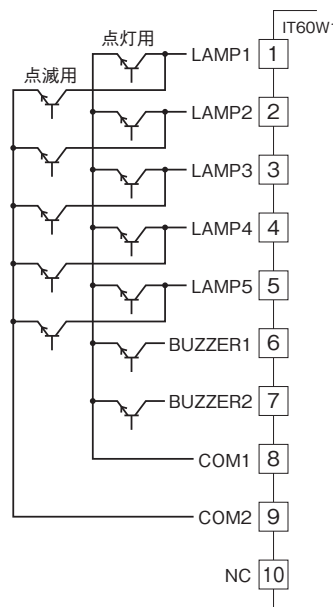 IT60W1
点灯用
点滅用
LAMP1 1
LAMP2 2
LAMP3 3
LAMP4 4
LAMP5 5
BUZZER1 6
BUZZER2 7
COM1 8
COM2 9
NC 10